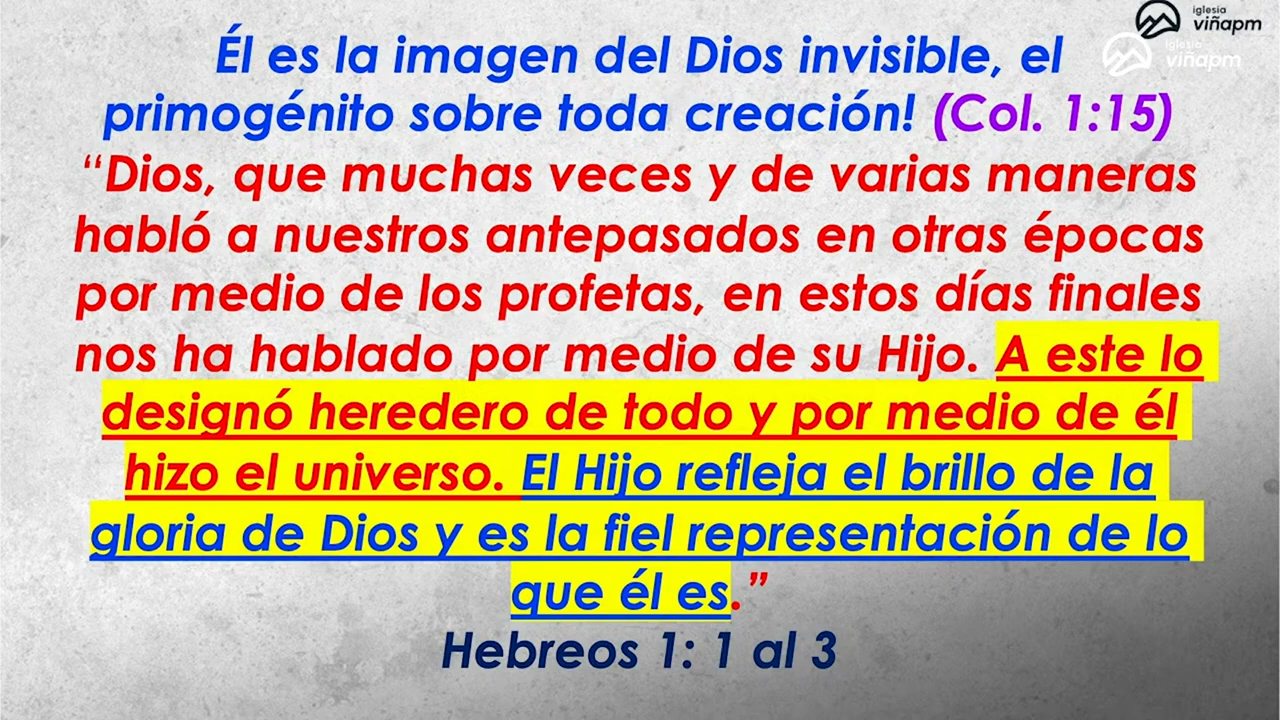 iglesia
viñapm
iglesia
viñapm
Él es la imagen del Dios invisible, el
primogénito sobre toda creación! (Col. 1:15)
“Dios, que muchas veces y de varias maneras
habló a nuestros antepasados en otras épocas
por medio de los profetas, en estos días finales
nos ha hablado por medio de su Hijo. A este lo
designó heredero de todo y por medio de él
hizo el universo. El Hijo refleja el brillo de la
gloria de Dios y es la fiel representación de lo
que él es.”
Hebreos 1: 1 al 3